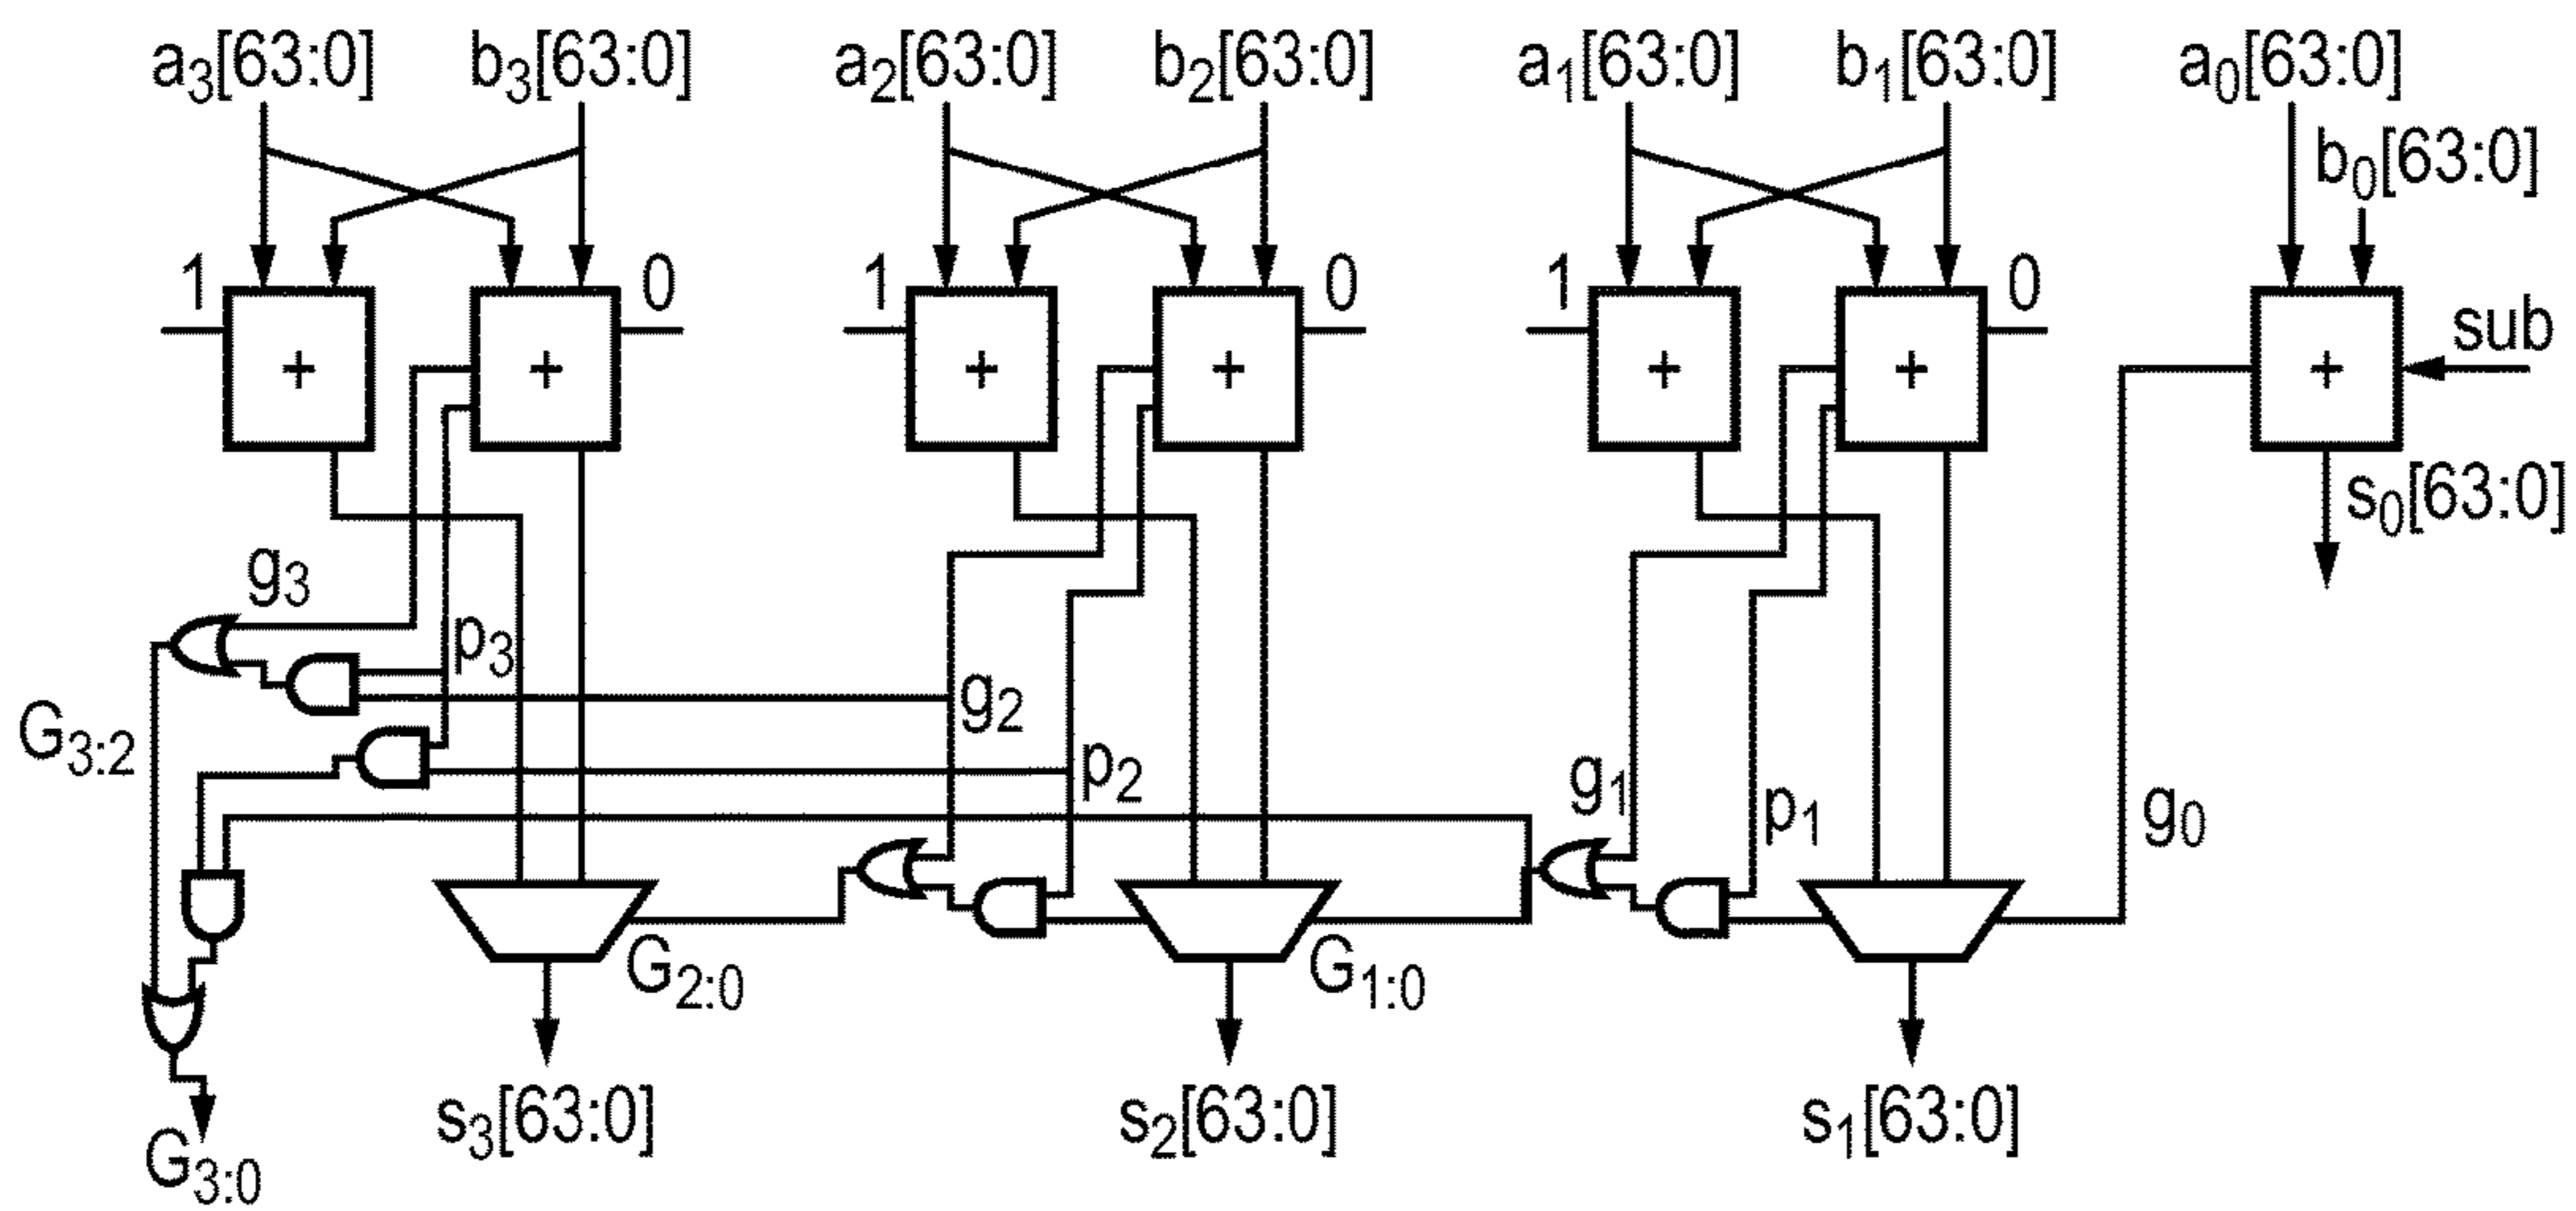 a₃[63:0] b₃[63:0] a₂[63:0] b₂[63:0] a₁[63:0] b₁[63:0] a₀[63:0]
b₀[63:0]
1 0 1 0 1 0
sub
+ + + + + + +
s₀[63:0]
g₃
p₃
g₂
G₃:₂
p₂
g₁
p₁
g₀
G₂:₀ G₁:₀
s₃[63:0] s₂[63:0] s₁[63:0]
G₃:₀